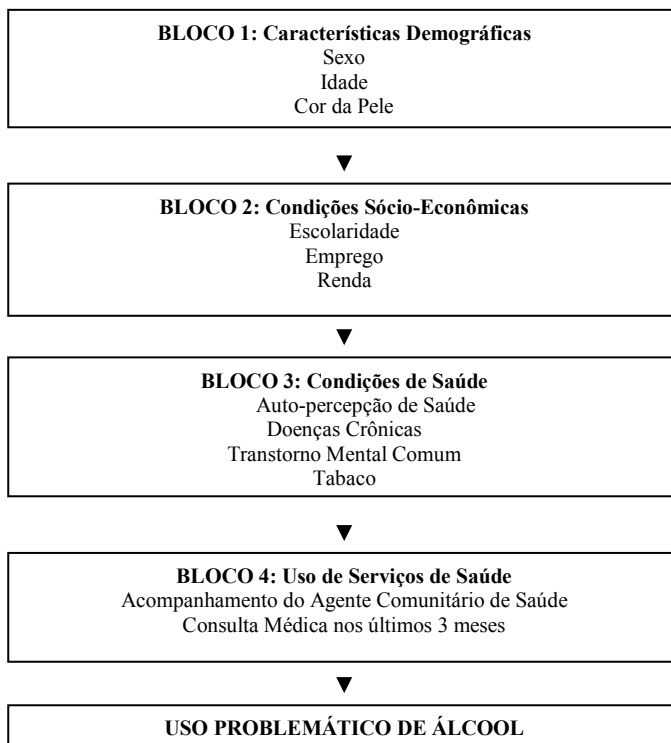 BLOCO 1: Características Demográficas
Sexo
Idade
Cor da Pele
BLOCO 2: Condições Sócio-Econômicas
Escolaridade
Emprego
Renda
BLOCO 3: Condições de Saúde
Auto-percepção de Saúde
Doenças Crônicas
Transtorno Mental Comum
Tabaco
BLOCO 4: Uso de Serviços de Saúde
Acompanhamento do Agente Comunitário de Saúde
Consulta Médica nos últimos 3 meses
USO PROBLEMÁTICO DE ÁLCOOL